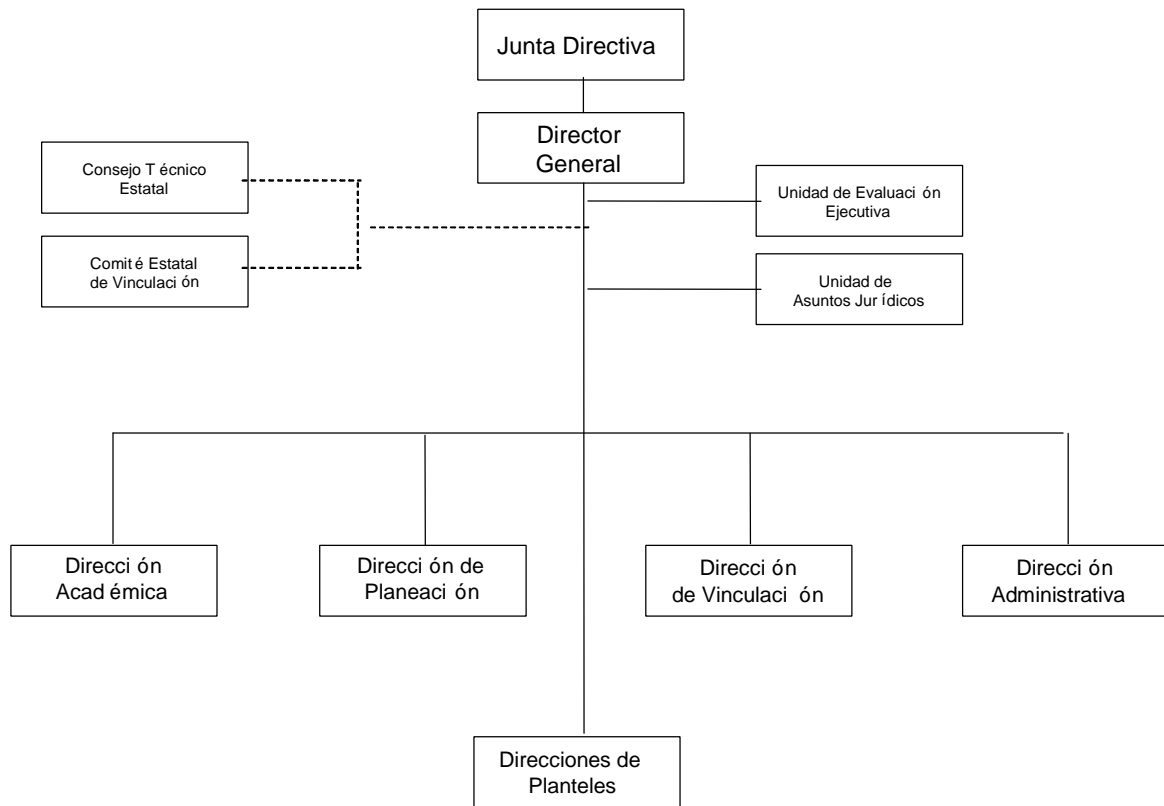 Junta Directiva
Director
General
Consejo T écnico
Estatal
Unidad de Evaluaci ón
Ejecutiva
Comit é Estatal
de Vinculaci ón
Unidad de
Asuntos Jur ídicos
Direcci ón
Acad émica
Direcci ón de
Planeaci ón
Direcci ón
de Vinculaci ón
Direcci ón
Administrativa
Direcciones de
Planteles